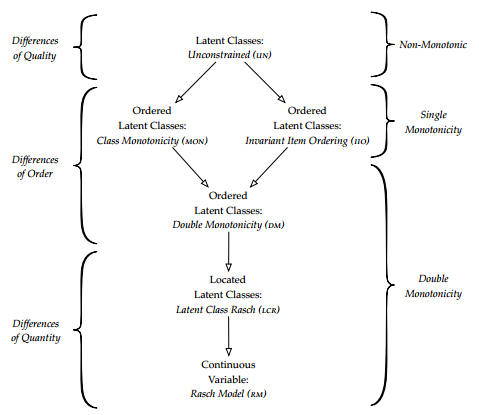 Differences
of Quality
Latent Classes:
Unconstrained (UN)
Non-Monotonic
Ordered
Latent Classes:
Class Monotonicity (MON)
Ordered
Latent Classes:
Invariant Item Ordering (IIO)
Single
Monotonicity
Differences
of Order
Ordered
Latent Classes:
Double Monotonicity (DM)
Located
Latent Classes:
Latent Class Rasch (LCR)
Double
Monotonicity
Differences
of Quantity
Continuous
Variable:
Rasch Model (RM)